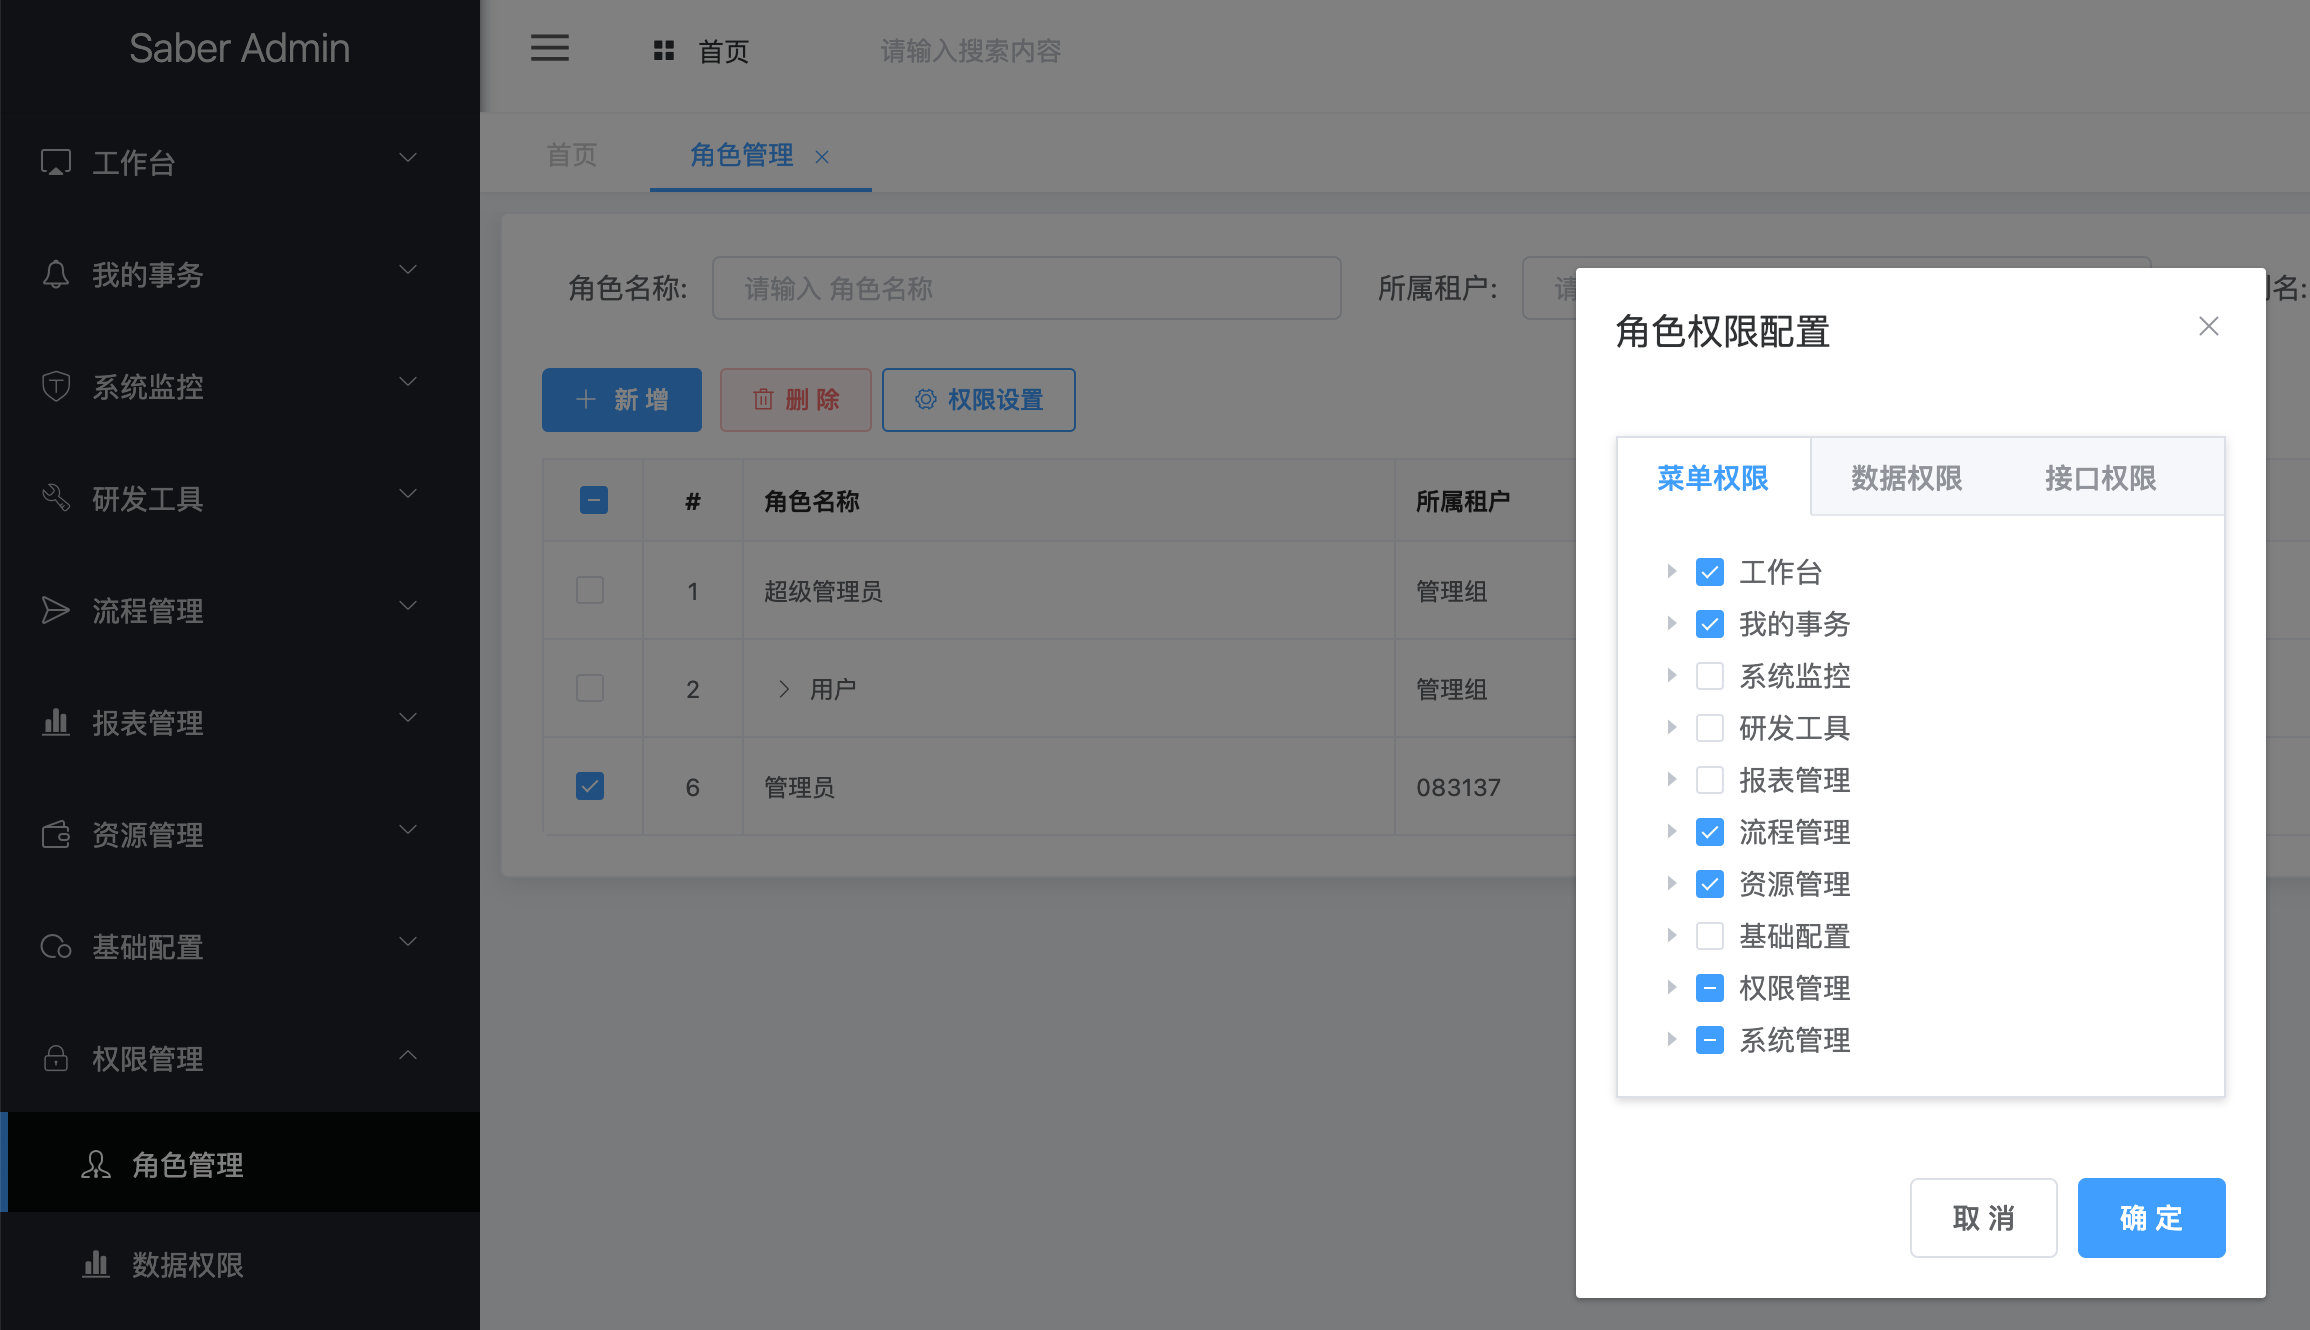 Saber Admin
首页
请输入搜索内容
工作台
我的事务
系统监控
研发工具
流程管理
报表管理
资源管理
基础配置
权限管理
角色管理
数据权限
首页
角色管理
角色名称:
请输入 角色名称
所属租户:
请
名:
新 增
删 除
权限设置
# 角色名称 所属租户
1 超级管理员 管理组
2 用户 管理组
6 管理员 083137
角色权限配置
菜单权限
数据权限
接口权限
工作台
我的事务
系统监控
研发工具
报表管理
流程管理
资源管理
基础配置
权限管理
系统管理
取 消
确 定